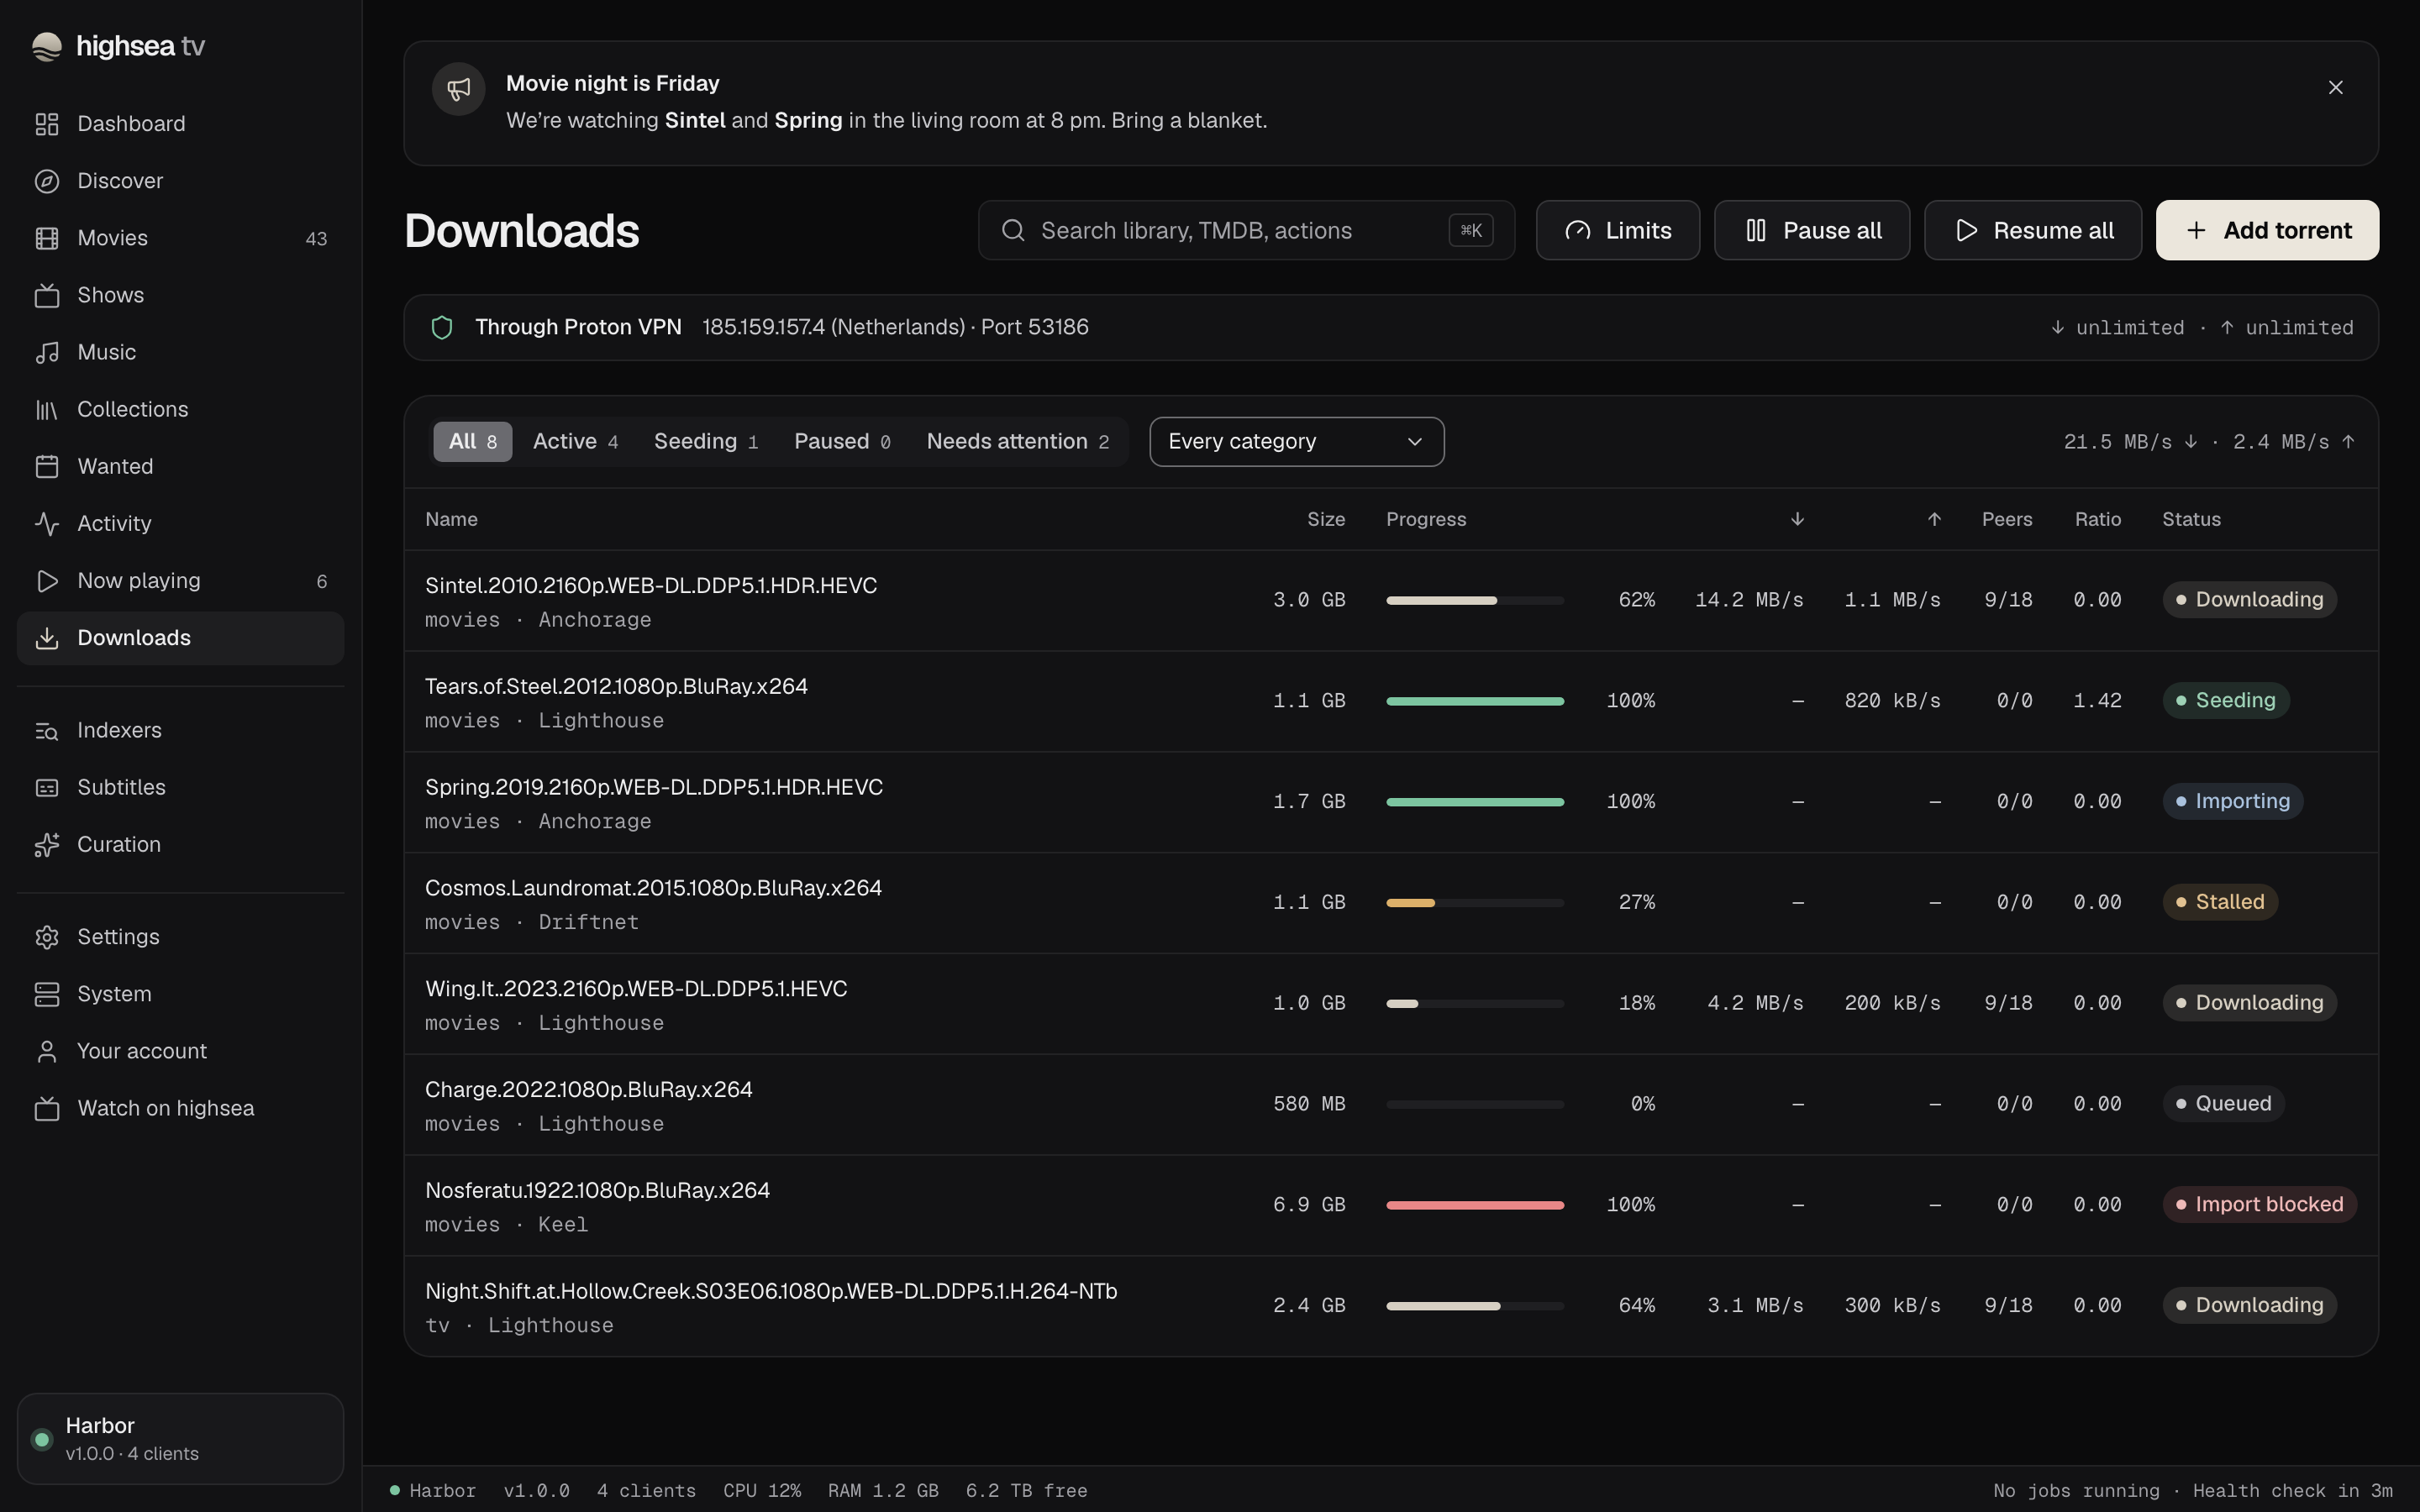 highsea tv
Dashboard
Discover
Movies 43
Shows
Music
Collections
Wanted
Activity
Now playing 6
Downloads
Indexers
Subtitles
Curation
Settings
System
Your account
Watch on highsea
Harbor
v1.0.0 · 4 clients
Movie night is Friday
We’re watching Sintel and Spring in the living room at 8 pm. Bring a blanket.
Downloads
Search library, TMDB, actions ⌘K
Limits
Pause all
Resume all
Add torrent
Through Proton VPN 185.159.157.4 (Netherlands) · Port 53186
↓ unlimited · ↑ unlimited
All 8 Active 4 Seeding 1 Paused 0 Needs attention 2
Every category
21.5 MB/s ↓ · 2.4 MB/s ↑
Name Size Progress ↓ ↑ Peers Ratio Status
Sintel.2010.2160p.WEB-DL.DDP5.1.HDR.HEVC
movies · Anchorage
3.0 GB 62% 14.2 MB/s 1.1 MB/s 9/18 0.00 Downloading
Tears.of.Steel.2012.1080p.BluRay.x264
movies · Lighthouse
1.1 GB 100% – 820 kB/s 0/0 1.42 Seeding
Spring.2019.2160p.WEB-DL.DDP5.1.HDR.HEVC
movies · Anchorage
1.7 GB 100% – – 0/0 0.00 Importing
Cosmos.Laundromat.2015.1080p.BluRay.x264
movies · Driftnet
1.1 GB 27% – – 0/0 0.00 Stalled
Wing.It..2023.2160p.WEB-DL.DDP5.1.HEVC
movies · Lighthouse
1.0 GB 18% 4.2 MB/s 200 kB/s 9/18 0.00 Downloading
Charge.2022.1080p.BluRay.x264
movies · Lighthouse
580 MB 0% – – 0/0 0.00 Queued
Nosferatu.1922.1080p.BluRay.x264
movies · Keel
6.9 GB 100% – – 0/0 0.00 Import blocked
Night.Shift.at.Hollow.Creek.S03E06.1080p.WEB-DL.DDP5.1.H.264-NTb
tv · Lighthouse
2.4 GB 64% 3.1 MB/s 300 kB/s 9/18 0.00 Downloading
Harbor v1.0.0 4 clients CPU 12% RAM 1.2 GB 6.2 TB free
No jobs running · Health check in 3m